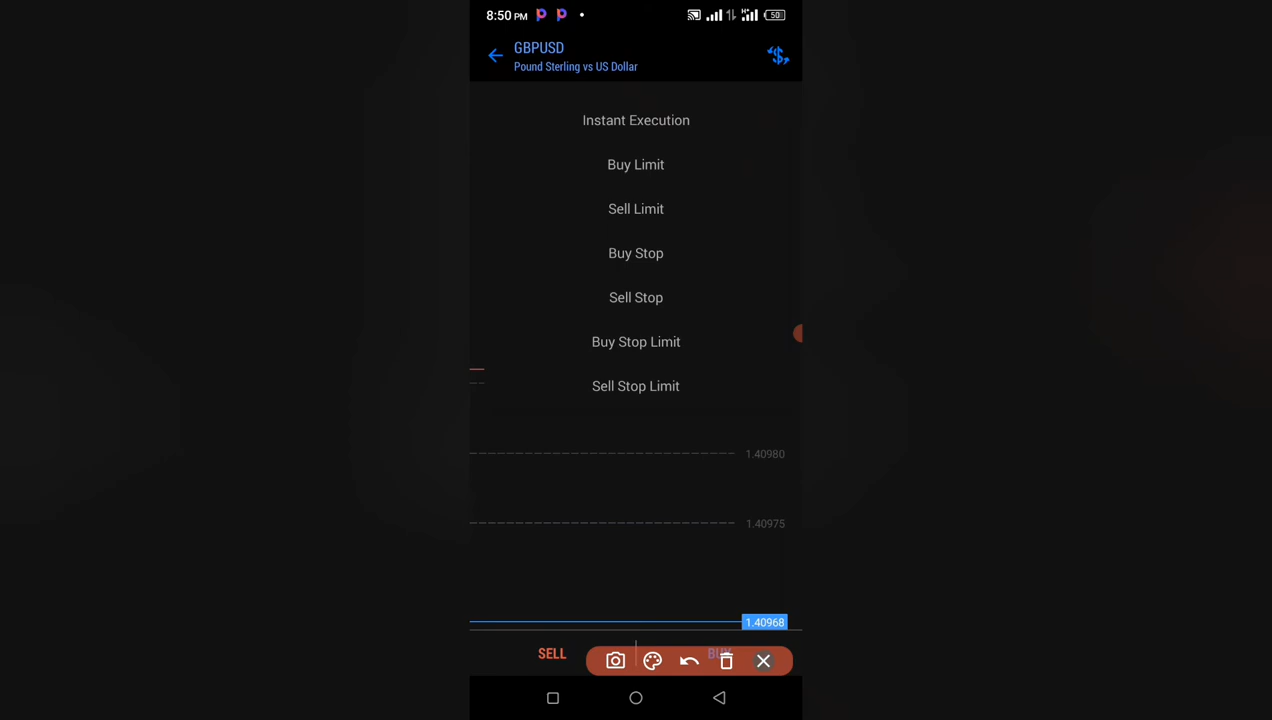 8:50 PM
50
GBPUSD
Pound Sterling vs US Dollar
Instant Execution
Buy Limit
Sell Limit
Buy Stop
Sell Stop
Buy Stop Limit
Sell Stop Limit
1.40980
1.40975
1.40968
SELL
BUY